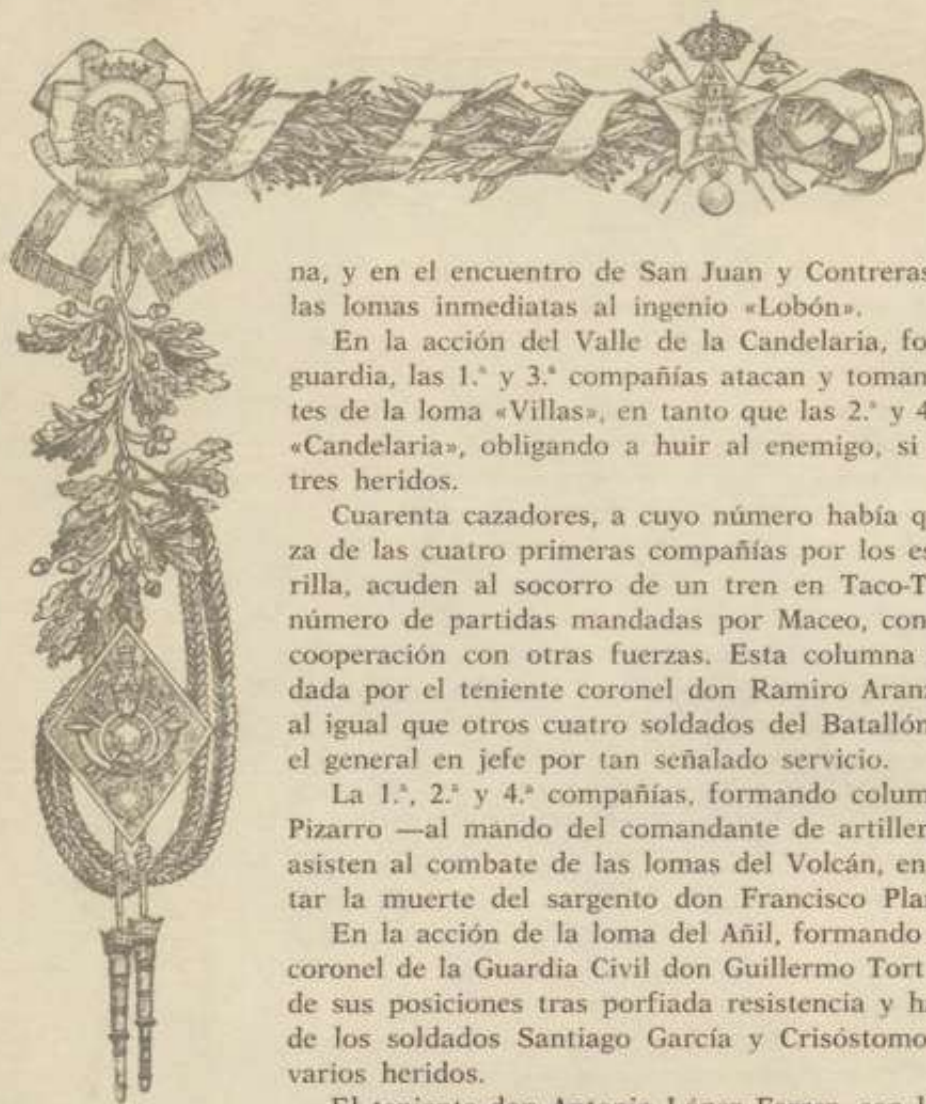 na, y en el encuentro de San Juan y Contreras
las lomas inmediatas al ingenio «Lobón».
En la acción del Valle de la Candelaria, fo
guardia, las 1.ª y 3.ª compañías atacan y toman
tes de la loma «Villas», en tanto que las 2.ª y 4
«Candelaria», obligando a huir al enemigo, si
tres heridos.
Cuarenta cazadores, a cuyo número había q
za de las cuatro primeras compañías por los es
rilla, acuden al socorro de un tren en Taco-T
número de partidas mandadas por Maceo, con
cooperación con otras fuerzas. Esta columna
dada por el teniente coronel don Ramiro Aran
al igual que otros cuatro soldados del Batallón
el general en jefe por tan señalado servicio.
La 1.ª, 2.ª y 4.ª compañías, formando colum
Pizarro —al mando del comandante de artiller
asisten al combate de las lomas del Volcán, en
tar la muerte del sargento don Francisco Pla
En la acción de la loma del Añil, formando
coronel de la Guardia Civil don Guillermo Tort
de sus posiciones tras porfiada resistencia y h
de los soldados Santiago García y Crisóstomo
varios heridos.
El teniente don Antonio López